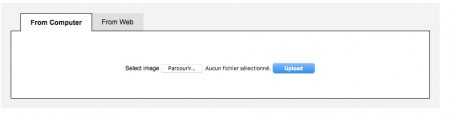 From Computer From Web
Select image Parcourir... Aucun fichier sélectionné. Upload